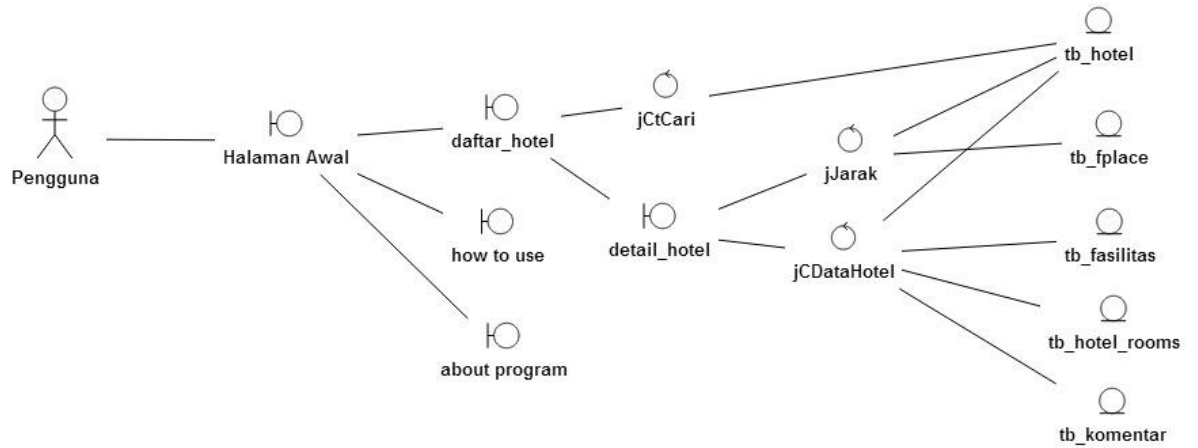 Pengguna
Halaman Awal
daftar_hotel
how to use
about program
jCtCari
detail_hotel
jJarak
jCDataHotel
tb_hotel
tb_fplace
tb_fasilitas
tb_hotel_rooms
tb_komentar